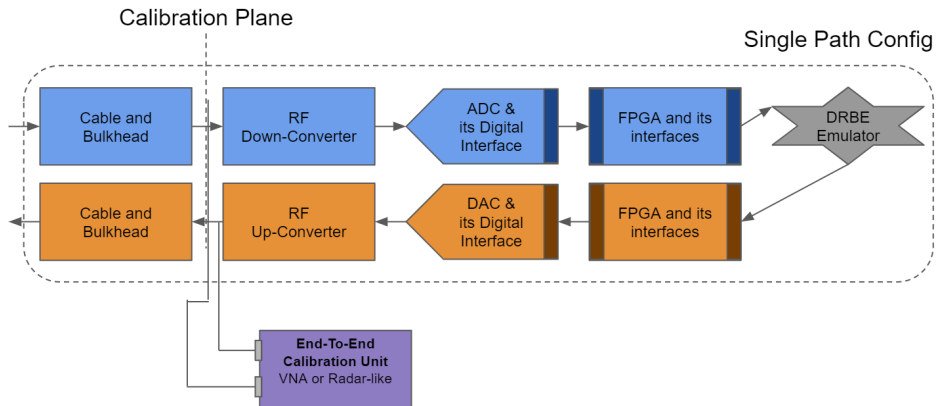 Calibration Plane
Single Path Config
Cable and
Bulkhead
RF
Down-Converter
ADC &
its Digital
Interface
FPGA and its
interfaces
DRBE
Emulator
Cable and
Bulkhead
RF
Up-Converter
DAC &
its Digital
Interface
FPGA and its
interfaces
End-To-End
Calibration Unit
VNA or Radar-like